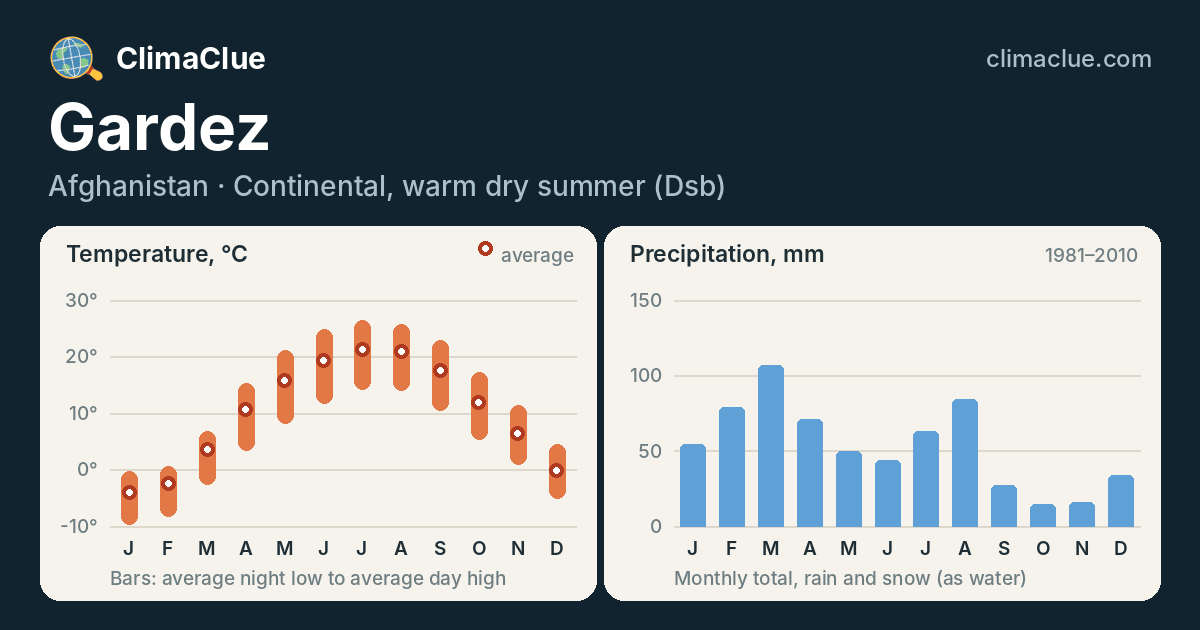 ClimaClue
climaclue.com
Gardez
Afghanistan · Continental, warm dry summer (Dsb)
Temperature, °C
average
30°
20°
10°
0°
-10°
J F M A M J J A S O N D
Bars: average night low to average day high
Precipitation, mm
1981–2010
150
100
50
0
J F M A M J J A S O N D
Monthly total, rain and snow (as water)